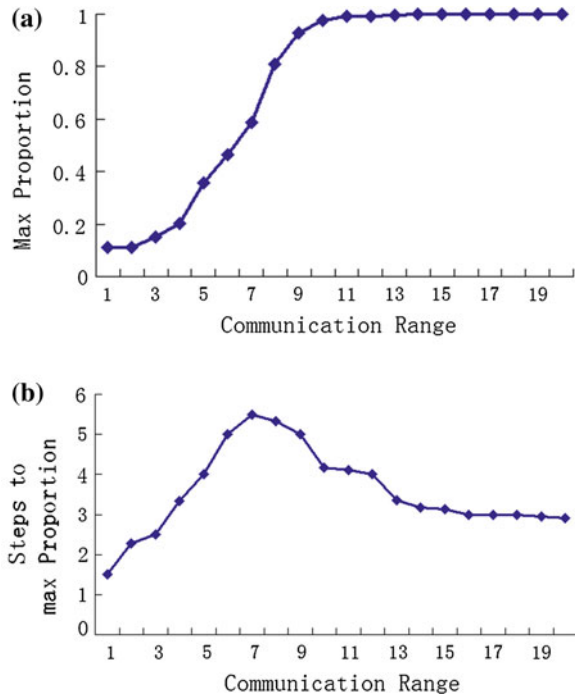 (a)
Max Proportion
1
0.8
0.6
0.4
0.2
0
1 3 5 7 9 11 13 15 17 19
Communication Range
(b)
Steps to
max Proportion
6
5
4
3
2
1
0
1 3 5 7 9 11 13 15 17 19
Communication Range